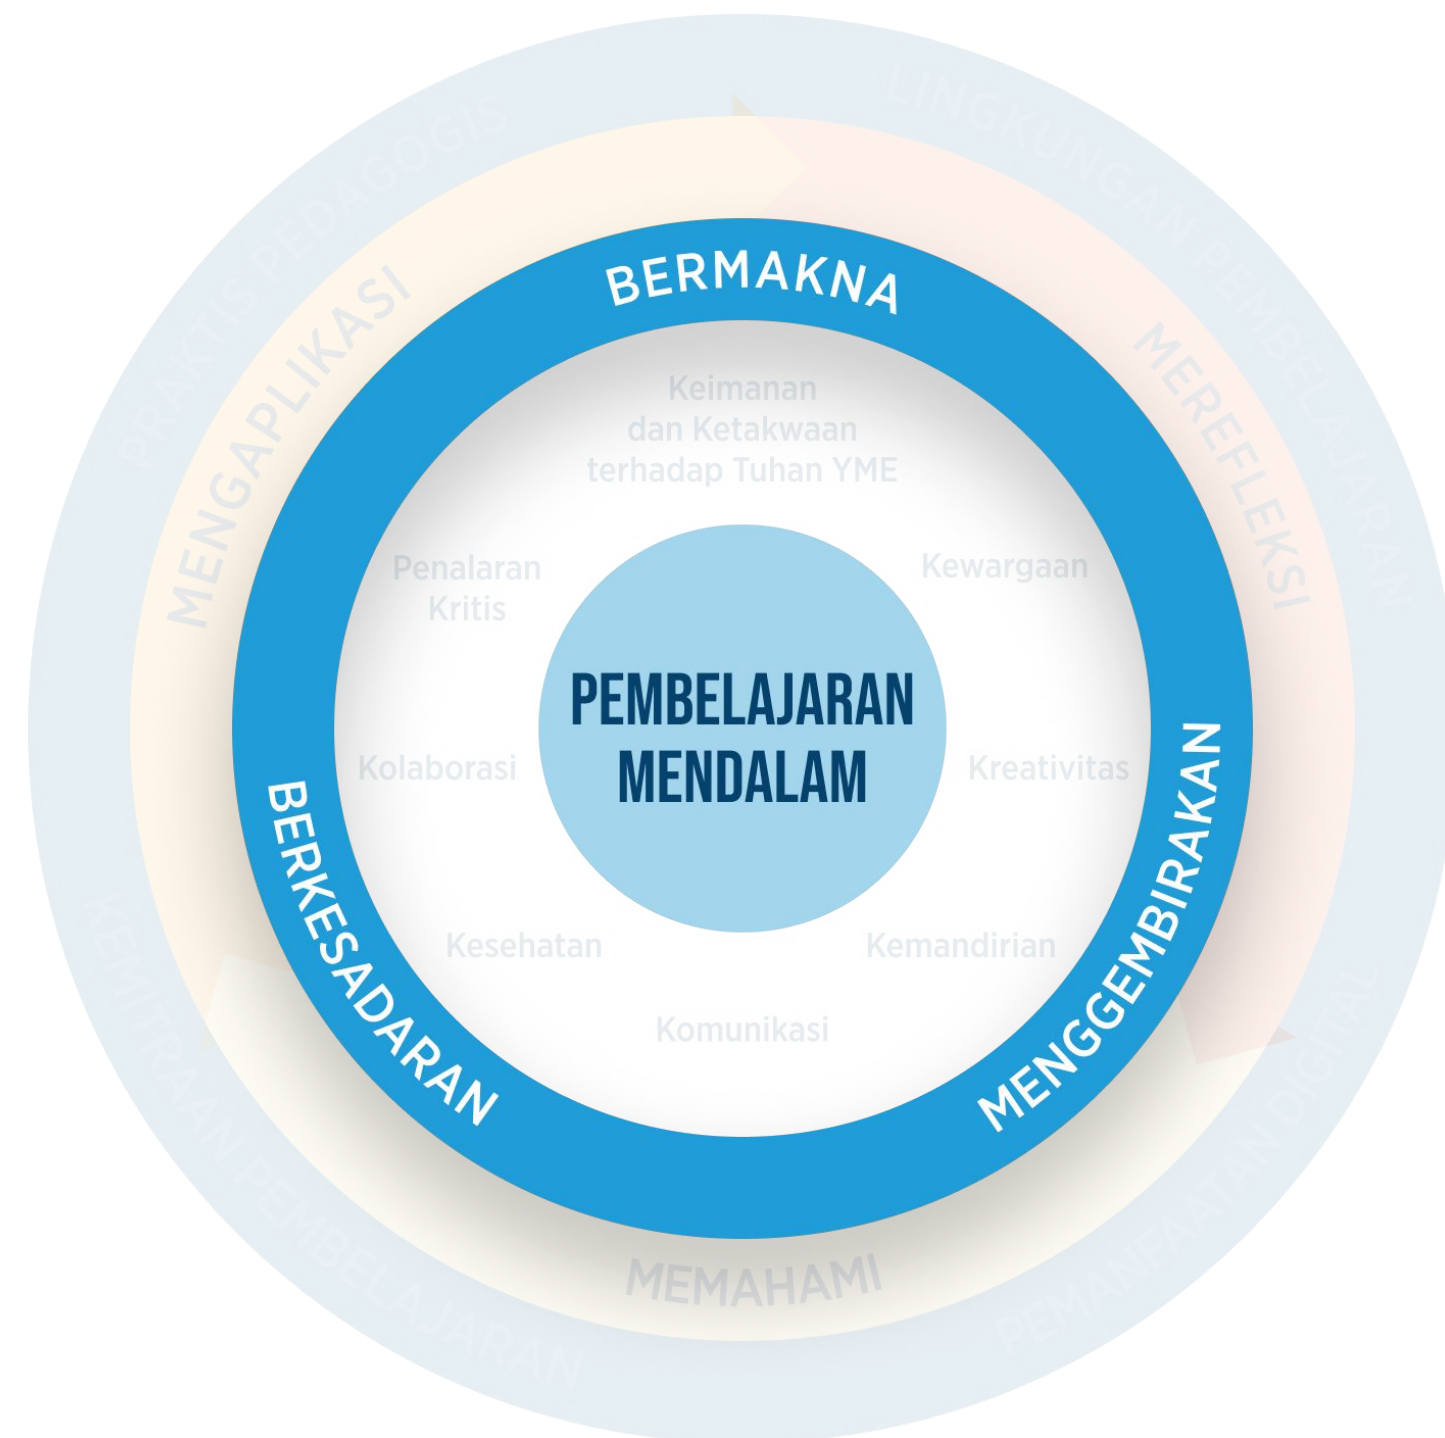 PRAKTIS PEDAGOGIS
LINGKUNGAN PEMBELAJARAN
MENGAPLIKASI
MEREFLEKSI
BERMAKNA
Keimanan
dan Ketakwaan
terhadap Tuhan YME
Penalaran
Kritis
Kewargaan
PEMBELAJARAN
MENDALAM
Kolaborasi
Kreativitas
BERKESADARAN
MENGGEMBIRAKAN
Kesehatan
Kemandirian
Komunikasi
MEMAHAMI
KEMITRAAN PEMBELAJARAN
PEMANFAATAN DIGITAL